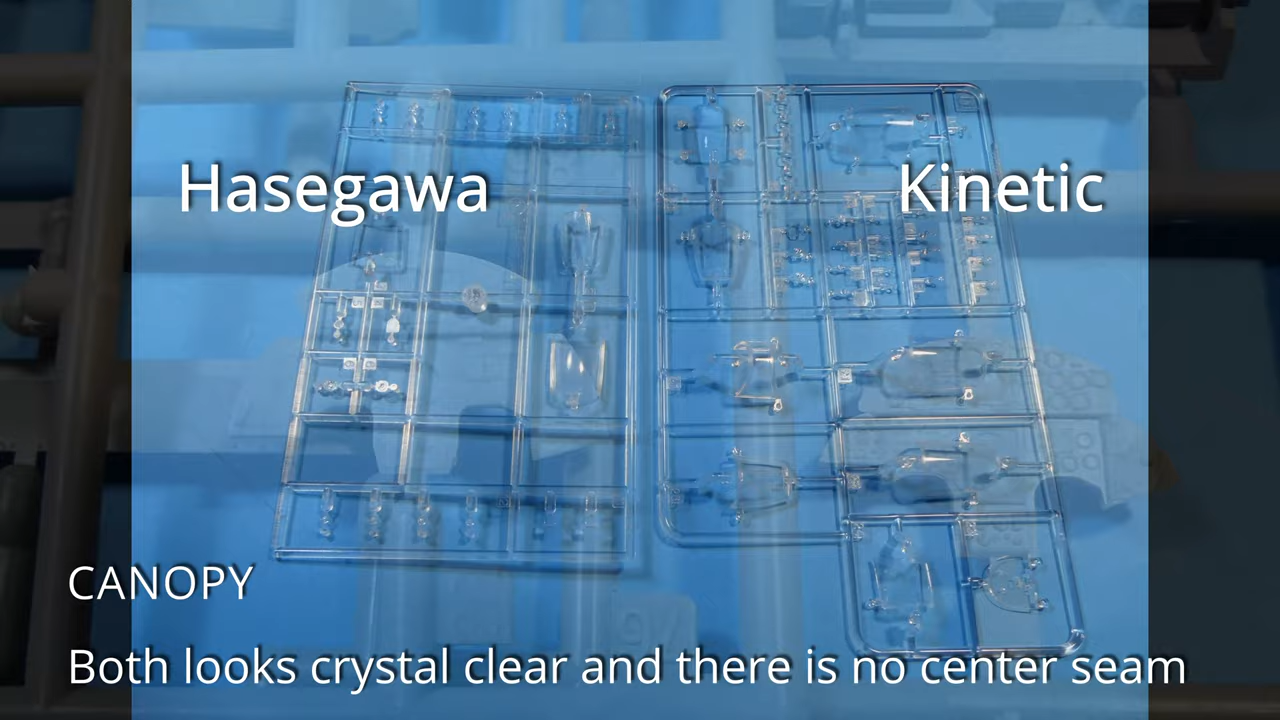 Hasegawa
Kinetic
CANOPY
Both looks crystal clear and there is no center seam